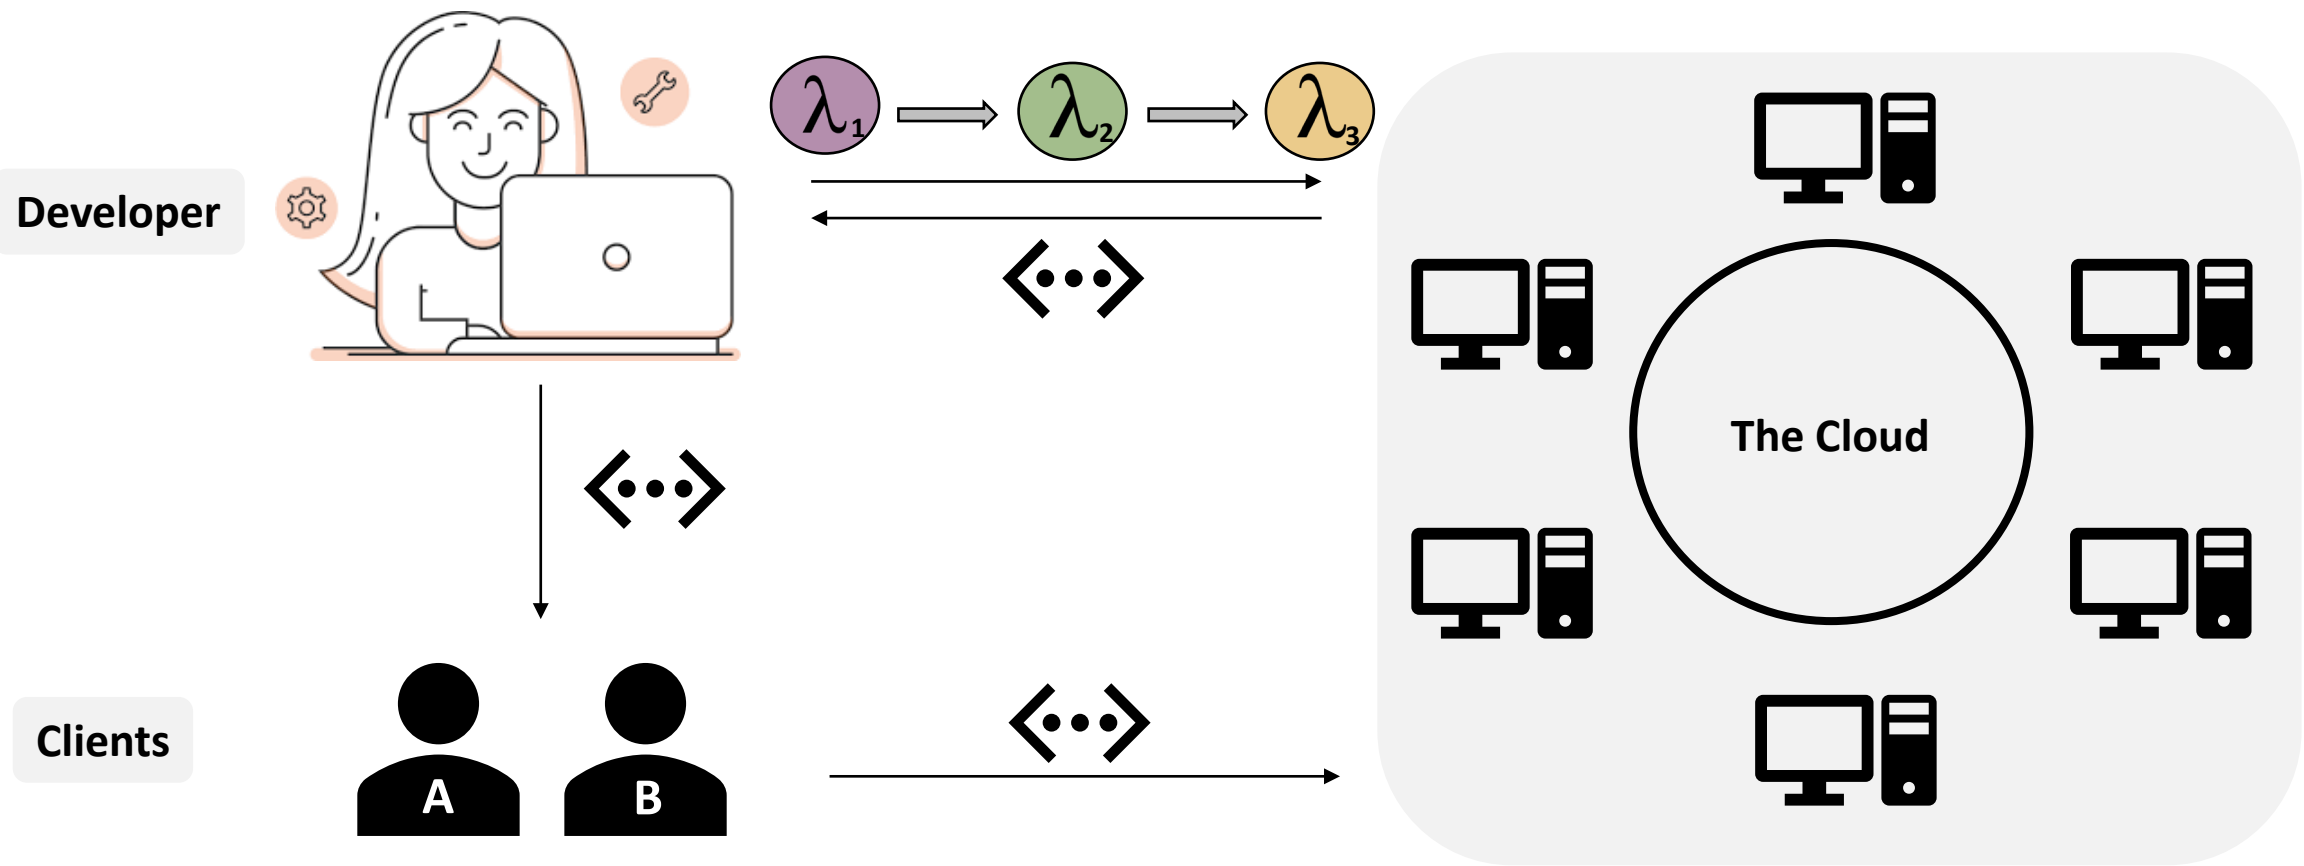 λ1
λ2
λ3
Developer
The Cloud
Clients
A
B